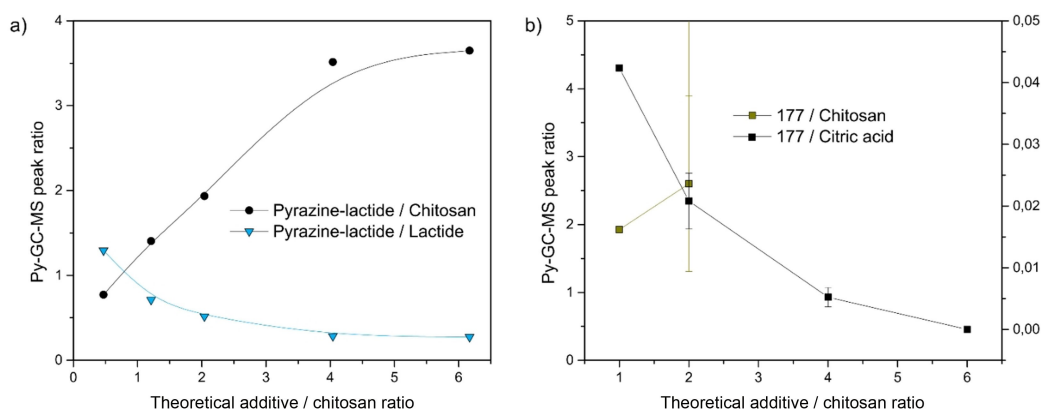 a)
4
3
2
1
0
Py-GC-MS peak ratio
Pyrazine-lactide / Chitosan
Pyrazine-lactide / Lactide
0 1 2 3 4 5 6
Theoretical additive / chitosan ratio
b)
5
4
3
2
1
0
Py-GC-MS peak ratio
177 / Chitosan
177 / Citric acid
0,05
0,04
0,03
0,02
0,01
0,00
1 2 3 4 5 6
Theoretical additive / chitosan ratio